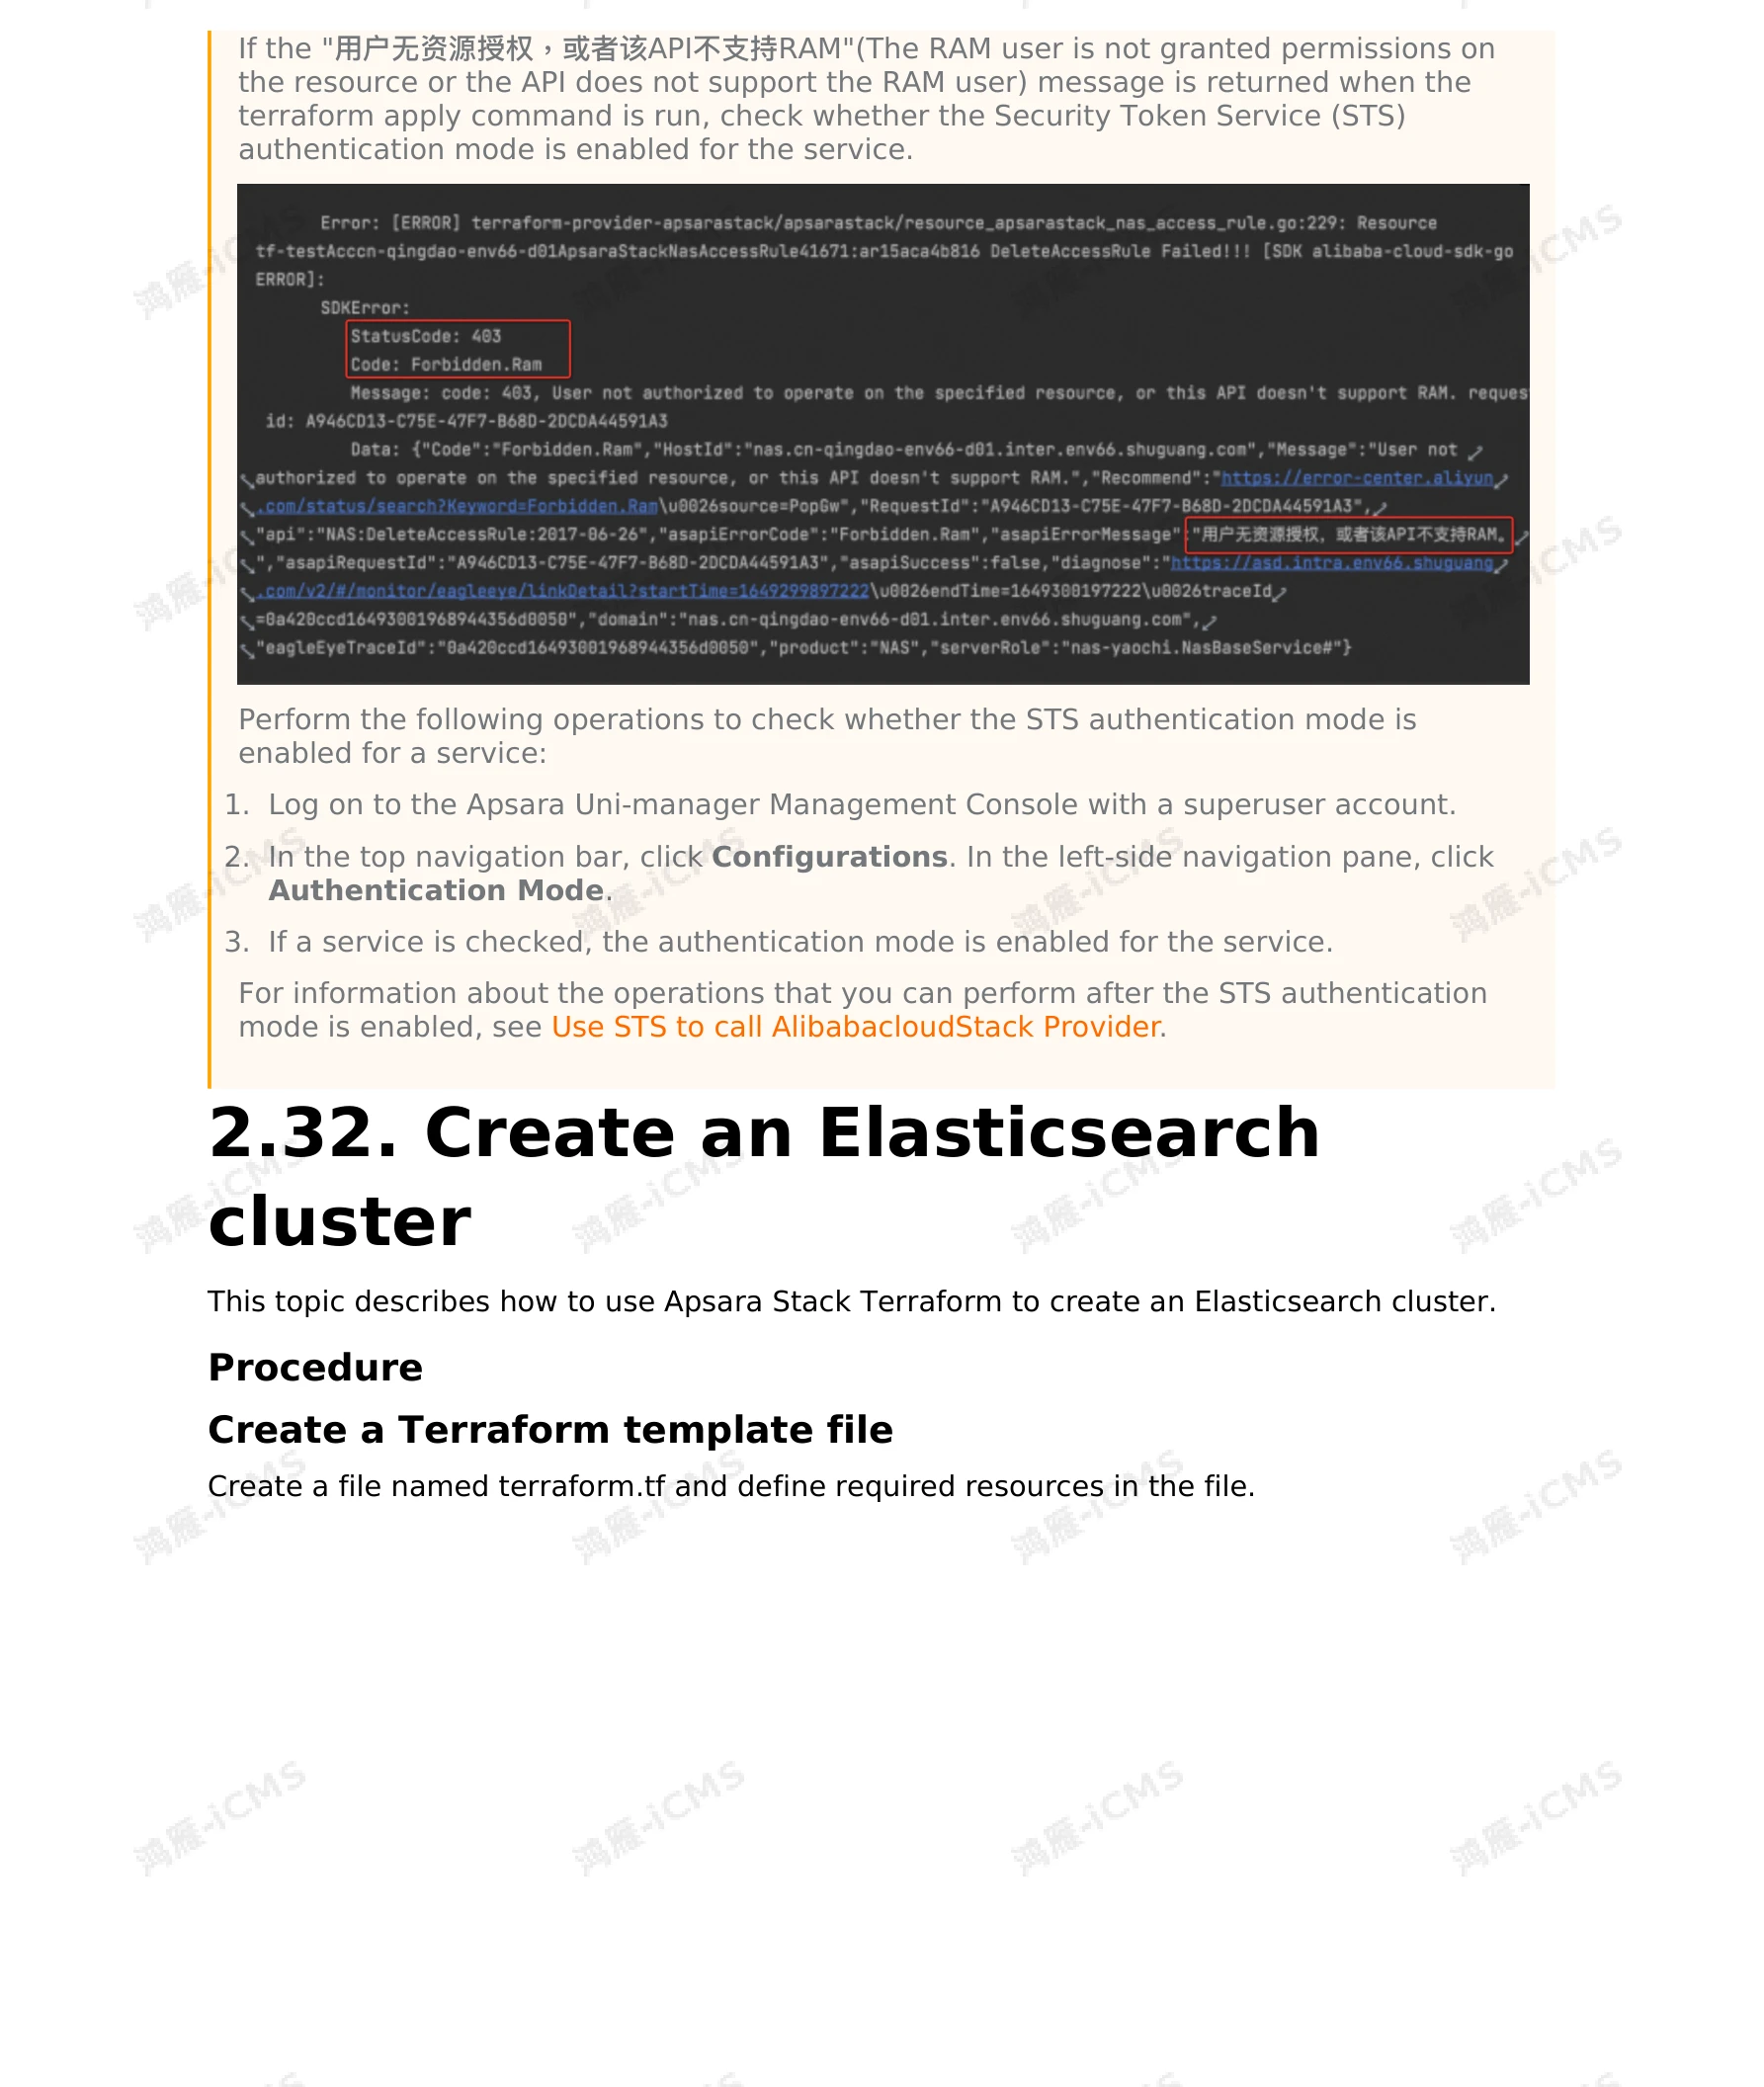 If the "用户无资源授权，或者该API不支持RAM"(The RAM user is not granted permissions on
the resource or the API does not support the RAM user) message is returned when the
terraform apply command is run, check whether the Security Token Service (STS)
authentication mode is enabled for the service.
Error: [ERROR] terraform-provider-apsarastack/apsarastack/resource_apsarastack_nas_access_rule.go:229: Resource
tf-testAcccn-qingdao-env66-d01ApsaraStackNasAccessRule41671:ar15aca4b816 DeleteAccessRule Failed!!! [SDK alibaba-cloud-sdk-go
ERROR]:
SDKError:
StatusCode: 403
Code: Forbidden.Ram
Message: code: 403, User not authorized to operate on the specified resource, or this API doesn't support RAM. reques
id: A946CD13-C75E-47F7-B68D-2DCDA44591A3
Data: {"Code":"Forbidden.Ram","HostId":"nas.cn-qingdao-env66-d01.inter.env66.shuguang.com","Message":"User not
authorized to operate on the specified resource, or this API doesn't support RAM.","Recommend":"https://error-center.aliyun
.com/status/search?Keyword=Forbidden.Ram\u0026source=PopGw","RequestId":"A946CD13-C75E-47F7-B68D-2DCDA44591A3",
"api":"NAS:DeleteAccessRule:2017-06-26","asapiErrorCode":"Forbidden.Ram","asapiErrorMessage":"用户无资源授权，或者该API不支持RAM。
","asapiRequestId":"A946CD13-C75E-47F7-B68D-2DCDA44591A3","asapiSuccess":false,"diagnose":"https://asd.intra.env66.shuguang
.com/v2/#/monitor/eagleeye/linkDetail?startTime=1649299897222\u0026endTime=1649300197222\u0026traceId
=0a420ccd16493001968944356d0050","domain":"nas.cn-qingdao-env66-d01.inter.env66.shuguang.com",
"eagleEyeTraceId":"0a420ccd16493001968944356d0050","product":"NAS","serverRole":"nas-yaochi.NasBaseService#"}
Perform the following operations to check whether the STS authentication mode is
enabled for a service:
1. Log on to the Apsara Uni-manager Management Console with a superuser account.
2. In the top navigation bar, click Configurations. In the left-side navigation pane, click
Authentication Mode.
3. If a service is checked, the authentication mode is enabled for the service.
For information about the operations that you can perform after the STS authentication
mode is enabled, see Use STS to call AlibabacloudStack Provider.
2.32. Create an Elasticsearch
cluster
This topic describes how to use Apsara Stack Terraform to create an Elasticsearch cluster.
Procedure
Create a Terraform template file
Create a file named terraform.tf and define required resources in the file.
鸿雁-iCMS